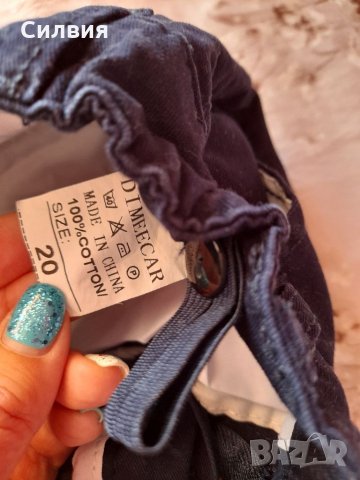 Силвия
DIMEECAR
MADE IN CHINA
100%COTTON/
SIZE:
20
BAZAR